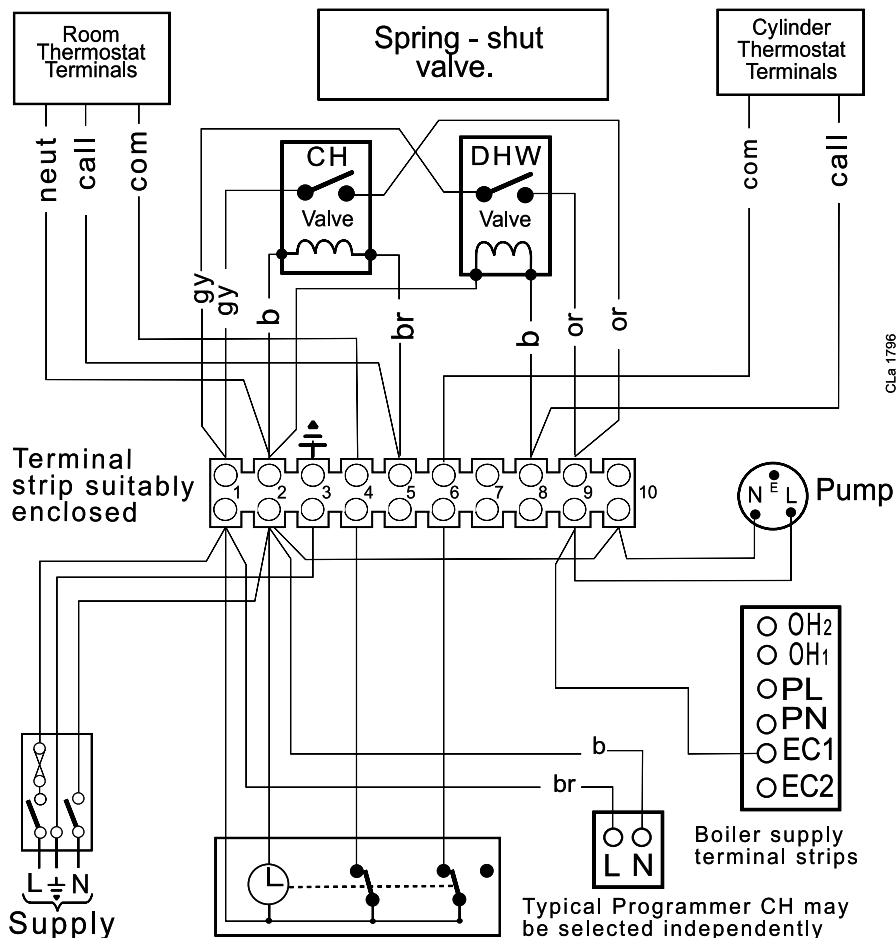 Room
Thermostat
Terminals
Spring - shut
valve.
Cylinder
Thermostat
Terminals
neut
call
com
CH
Valve
DHW
Valve
com
call
gy
gy
b
br
b
or
or
CLa 1796
Terminal
strip suitably
enclosed
1
2
3
4
5
6
7
8
9
10
N
E
L
Pump
OH2
OH1
PL
PN
EC1
EC2
b
br
L N
Boiler supply
terminal strips
L N
Supply
Typical Programmer CH may
be selected independently